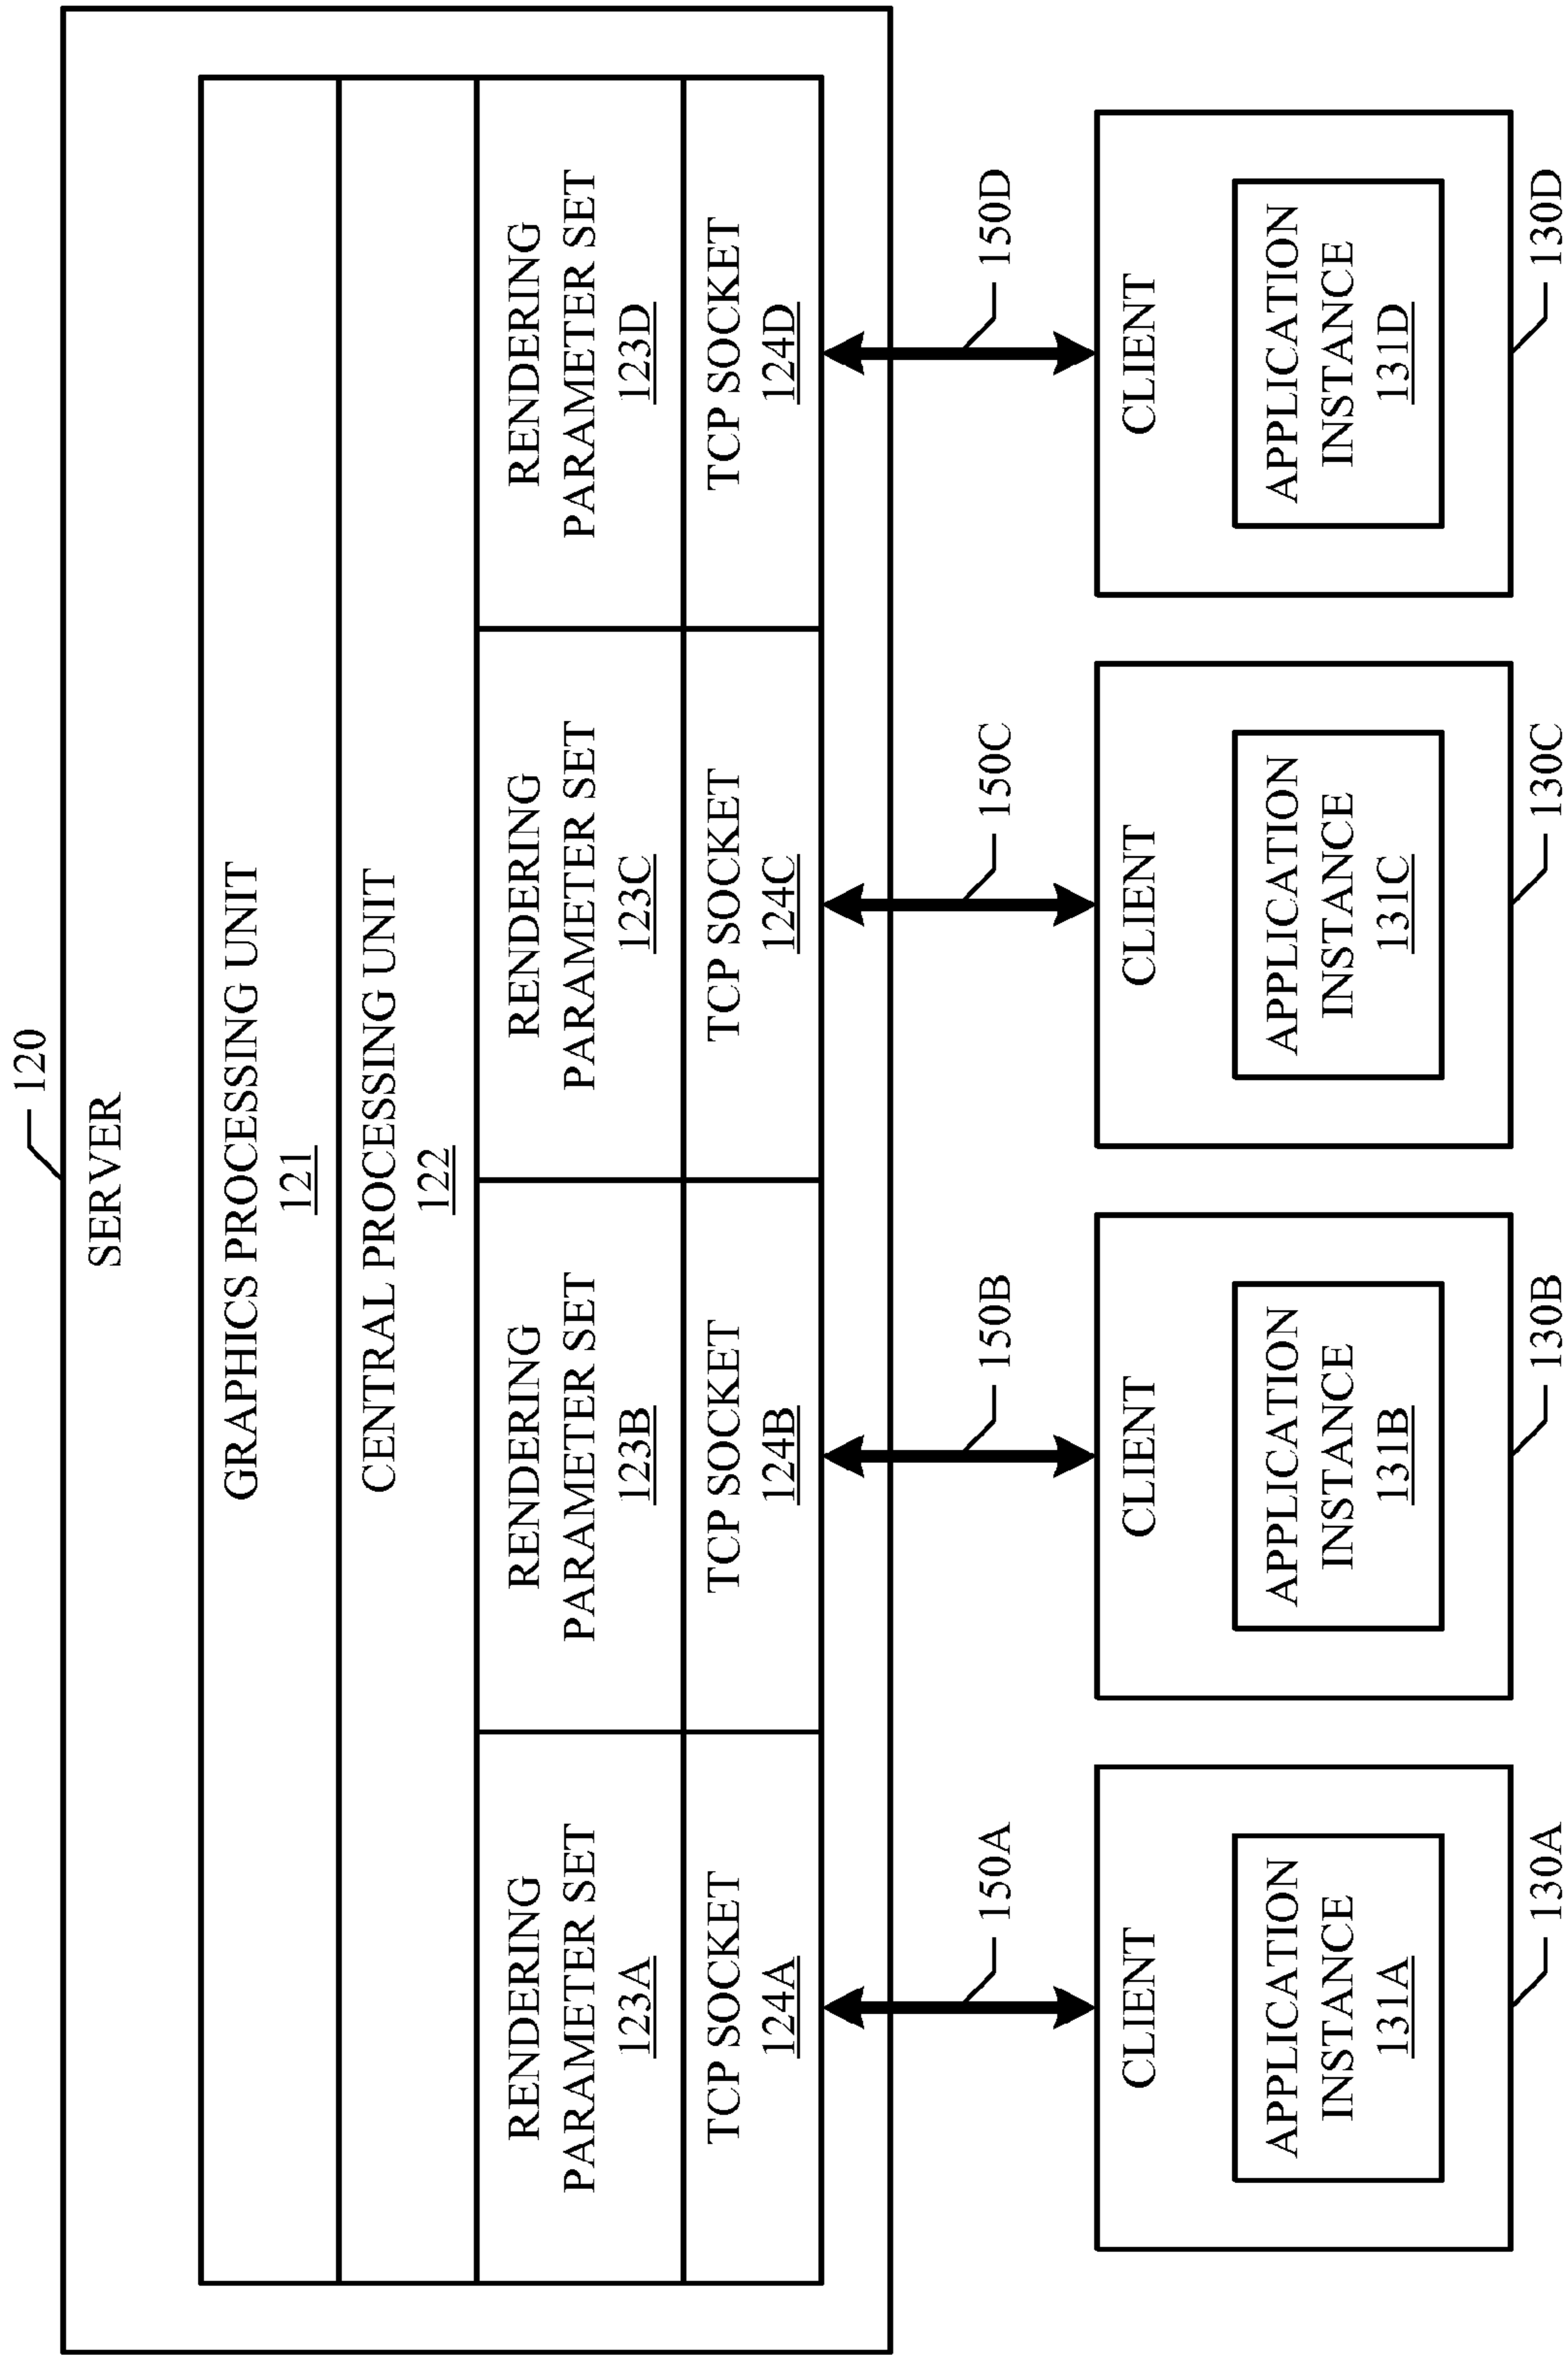 120
SERVER
GRAPHICS PROCESSING UNIT
121
CENTRAL PROCESSING UNIT
122
RENDERING
PARAMETER SET
123A
RENDERING
PARAMETER SET
123B
RENDERING
PARAMETER SET
123C
RENDERING
PARAMETER SET
123D
TCP SOCKET
124A
TCP SOCKET
124B
TCP SOCKET
124C
TCP SOCKET
124D
150A
150B
150C
150D
CLIENT
APPLICATION
INSTANCE
131A
130A
CLIENT
APPLICATION
INSTANCE
131B
130B
CLIENT
APPLICATION
INSTANCE
131C
130C
CLIENT
APPLICATION
INSTANCE
131D
130D